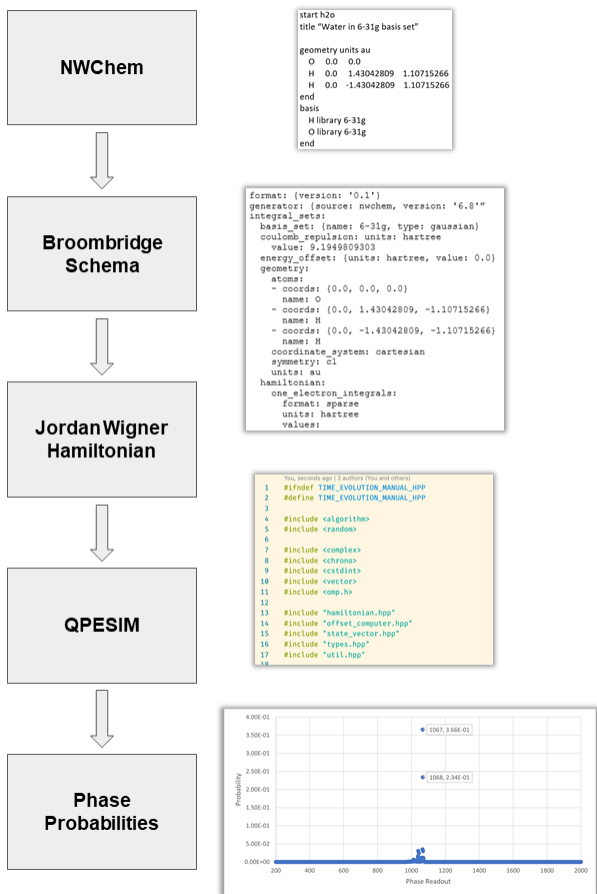 NWChem
start h2o
title “Water in 6-31g basis set”
geometry units au
O 0.0 0.0
H 0.0 1.43042809 1.10715266
H 0.0 -1.43042809 1.10715266
end
basis
H library 6-31g
O library 6-31g
end
Broombridge
Schema
format: {version: '0.1'}
generator: {source: nwchem, version: '6.8'”
integral_sets:
basis_set: {name: 6-31g, type: gaussian}
coulomb_repulsion: units: hartree
value: 9.1949809303
energy_offset: {units: hartree, value: 0.0}
geometry:
atoms:
- coords: {0.0, 0.0, 0.0}
name: O
- coords: {0.0, 1.43042809, -1.10715266}
name: H
- coords: {0.0, -1.43042809, -1.10715266}
name: H
coordinate_system: cartesian
symmetry: c1
units: au
hamiltonian:
one_electron_integrals:
format: sparse
units: hartree
values:
Jordan Wigner
Hamiltonian
You, seconds ago | 2 authors (You and others)
1 #ifndef TIME_EVOLUTION_MANUAL_HPP
2 #define TIME_EVOLUTION_MANUAL_HPP
3
4 #include <algorithm>
5 #include <random>
6
7 #include <complex>
8 #include <chrono>
9 #include <cstdint>
10 #include <vector>
11 #include <omp.h>
12
13 #include "hamiltonian.hpp"
14 #include "offset_computer.hpp"
15 #include "state_vector.hpp"
16 #include "types.hpp"
17 #include "util.hpp"
18
QPESIM
Phase
Probabilities
4.00E-01
3.50E-01
3.00E-01
2.50E-01
2.00E-01
1.50E-01
1.00E-01
5.00E-02
0.00E+00
Probability
1067, 3.66E-01
1068, 2.34E-01
200 400 600 800 1000 1200 1400 1600 1800 2000
Phase Readout